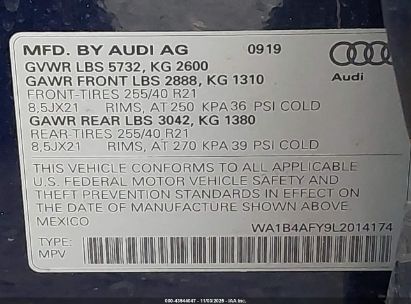 MFD. BY AUDI AG 09 19
GVWR LBS 5732, KG 2600
GAWR FRONT LBS 2888, KG 1310
FRONT-TIRES 255/40 R21
8,5JX21 RIMS, AT 250 KPA 36 PSI COLD
GAWR REAR LBS 3042, KG 1380
REAR-TIRES 255/40 R21
8,5JX21 RIMS, AT 270 KPA 39 PSI COLD
Audi
THIS VEHICLE CONFORMS TO ALL APPLICABLE
U.S. FEDERAL MOTOR VEHICLE SAFETY AND
THEFT PREVENTION STANDARDS IN EFFECT ON
THE DATE OF MANUFACTURE SHOWN ABOVE
MEXICO WA1B4AFY9L2014174
TYPE:
MPV